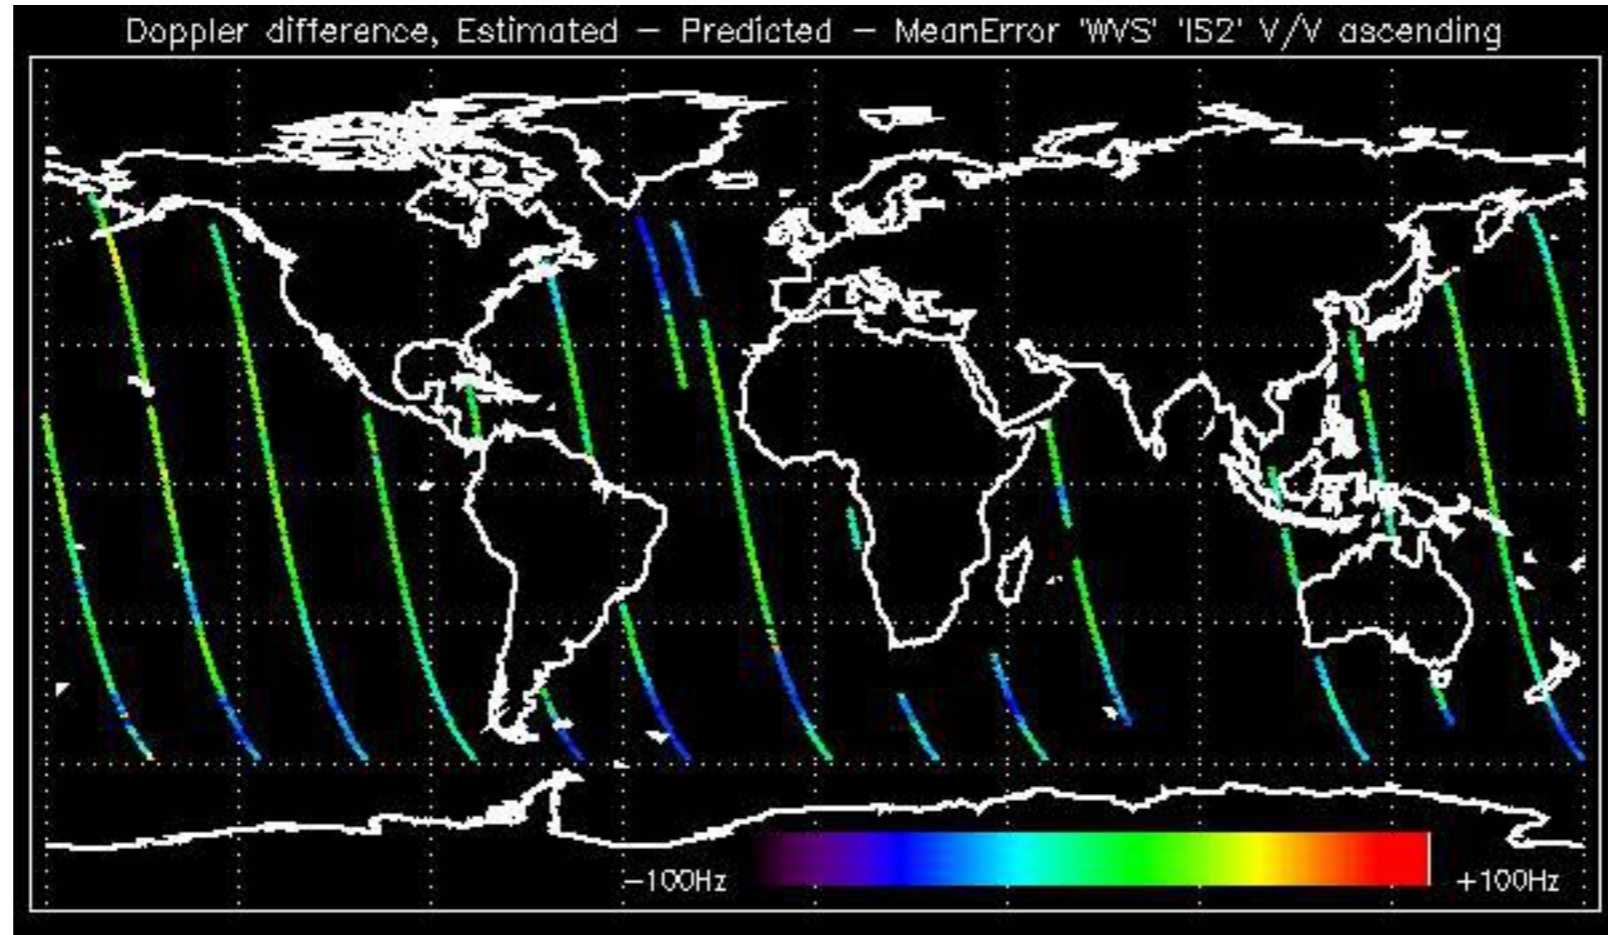 Doppler difference, Estimated – Predicted – MeanError 'WVS' 'IS2' V/V ascending
–100Hz
+100Hz